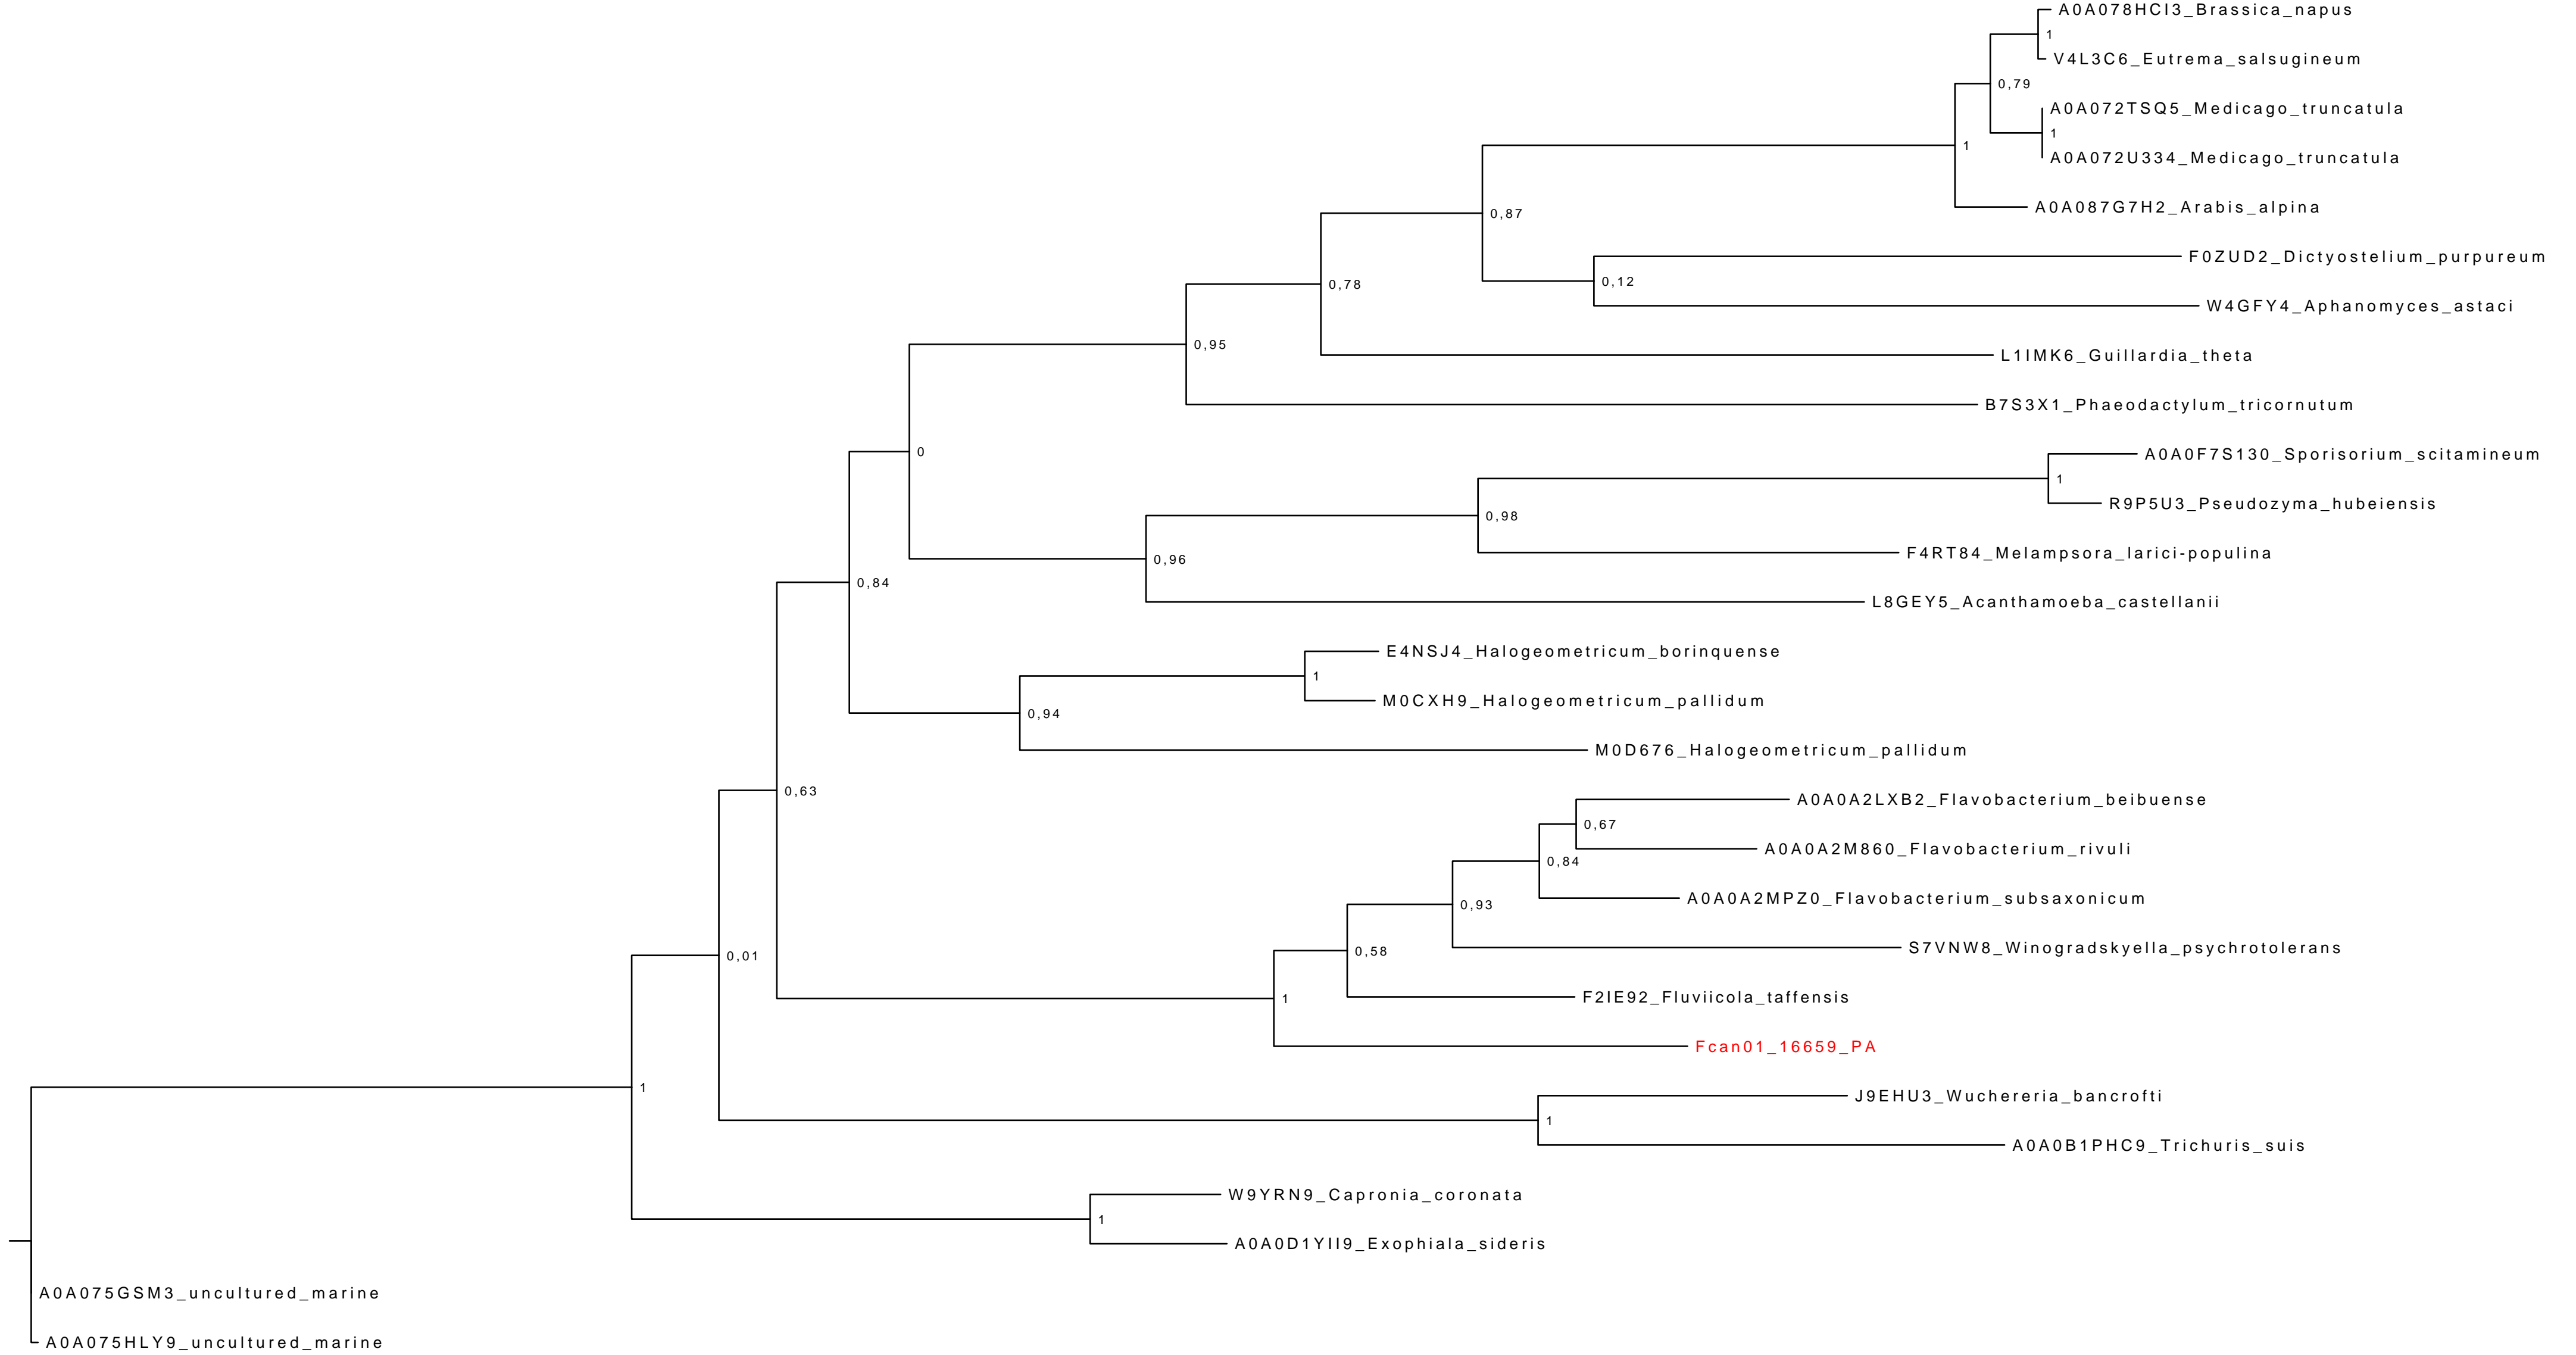 A0A078HCI3_Brassica_napus
1
V4L3C6_Eutrema_salsugineum
0,79
A0A072TSQ5_Medicago_truncatula
1
1
A0A072U334_Medicago_truncatula
A0A087G7H2_Arabis_alpina
0,87
F0ZUD2_Dictyostelium_purpureum
0,12
0,78
W4GFY4_Aphanomyces_astaci
0,95
L1IMK6_Guillardia_theta
B7S3X1_Phaeodactylum_tricornutum
0
A0A0F7S130_Sporisorium_scitamineum
1
R9P5U3_Pseudozyma_hubeiensis
0,98
F4RT84_Melampsora_larici-populina
0,96
0,84
L8GEY5_Acanthamoeba_castellanii
E4NSJ4_Halogeometricum_borinquense
1
M0CXH9_Halogeometricum_pallidum
0,94
M0D676_Halogeometricum_pallidum
0,63
A0A0A2LXB2_Flavobacterium_beibuense
0,67
A0A0A2M860_Flavobacterium_rivuli
0,84
A0A0A2MPZ0_Flavobacterium_subsaxonicum
0,93
S7VNW8_Winogradskyella_psychrotolerans
0,01
0,58
F2IE92_Fluviicola_taffensis
1
Fcan01_16659_PA
1
J9EHU3_Wuchereria_bancrofti
1
A0A0B1PHC9_Trichuris_suis
W9YRN9_Capronia_coronata
1
A0A0D1YII9_Exophiala_sideris
A0A075GSM3_uncultured_marine
A0A075HLY9_uncultured_marine